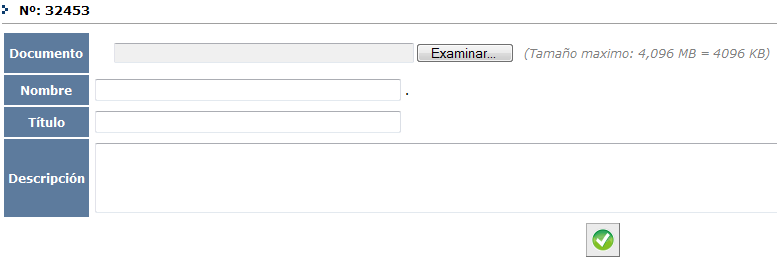 Nº: 32453
Documento Examinar... (Tamaño maximo: 4,096 MB = 4096 KB)
Nombre .
Título
Descripción